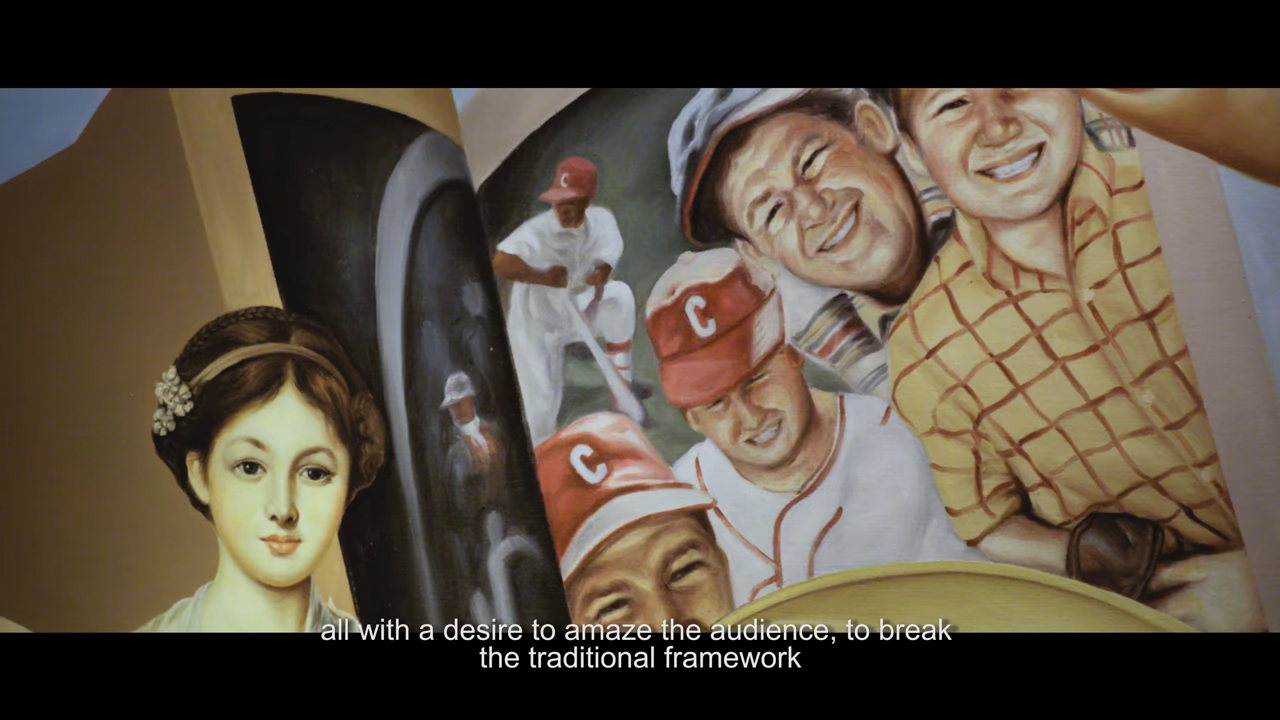 C
C
C
all with a desire to amaze the audience, to break
the traditional framework